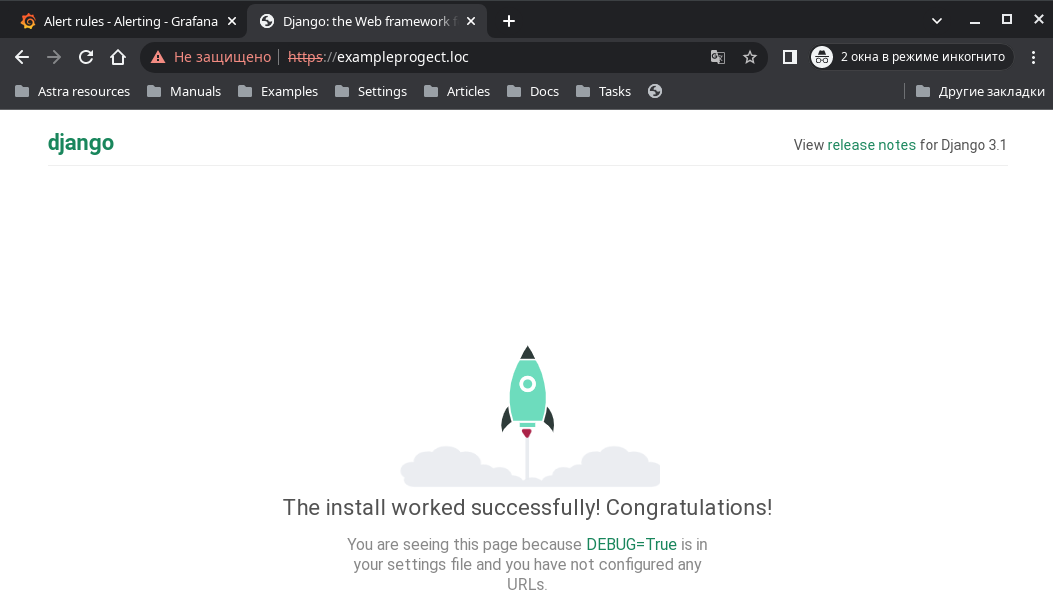 Alert rules - Alerting - Grafana
Django: the Web framework f
Не защищено https://exampleprogect.loc
2 окна в режиме инкогнито
Astra resources Manuals Examples Settings Articles Docs Tasks Другие закладки
django
View release notes for Django 3.1
The install worked successfully! Congratulations!
You are seeing this page because DEBUG=True is in
your settings file and you have not configured any
URLs.